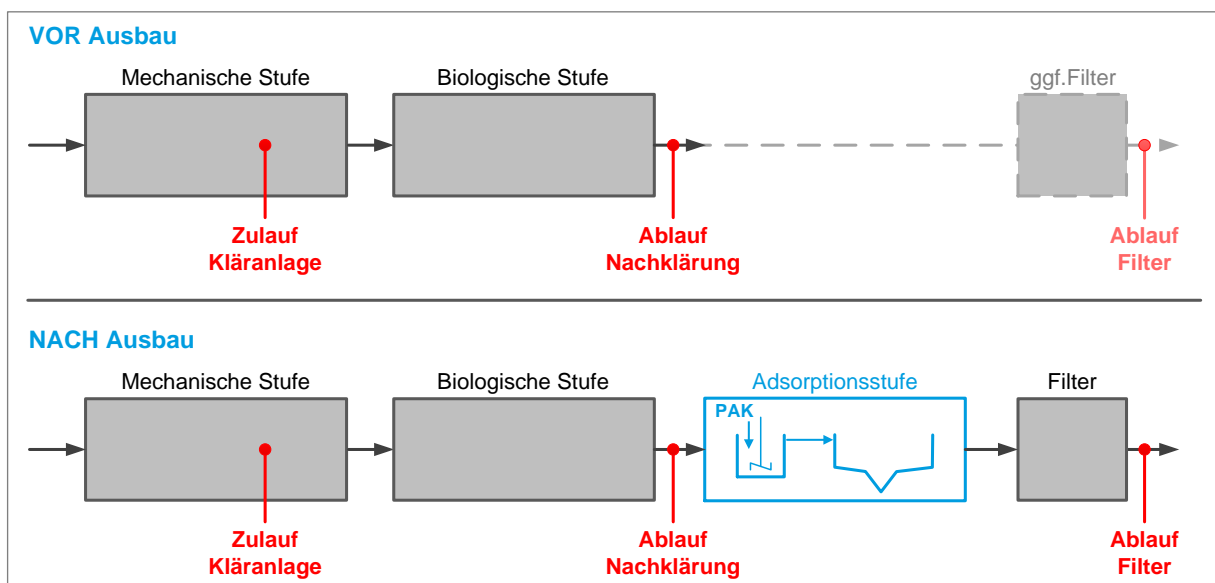 VOR Ausbau
Mechanische Stufe
Biologische Stufe
ggf.Filter
Zulauf
Kläranlage
Ablauf
Nachklärung
Ablauf
Filter
NACH Ausbau
Mechanische Stufe
Biologische Stufe
Adsorptionsstufe
Filter
PAK
Zulauf
Kläranlage
Ablauf
Nachklärung
Ablauf
Filter